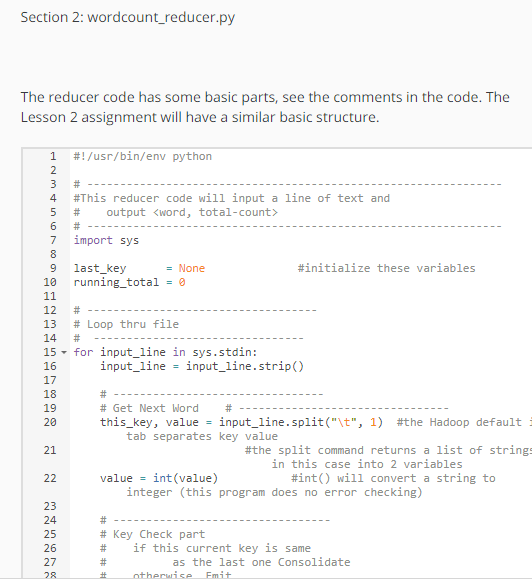 Section 2: wordcount_reducer.py
The reducer code has some basic parts, see the comments in the code. The
Lesson 2 assignment will have a similar basic structure.
1 #!/usr/bin/env python
2
3 # -----------------------------------------------------------
4 #This reducer code will input a line of text and
5 #    output <word, total-count>
6 # -----------------------------------------------------------
7 import sys
8
9 last_key      = None              #initialize these variables
10 running_total = 0
11
12 # ---------------------------------
13 # Loop thru file
14 #  --------------------------------
15 for input_line in sys.stdin:
16     input_line = input_line.strip()
17
18     # --------------------------------
19     # Get Next Word    # --------------------------------
20     this_key, value = input_line.split("\t", 1)  #the Hadoop default
tab separates key value
21                           #the split command returns a list of strings
in this case into 2 variables
22     value = int(value)           #int() will convert a string to
integer (this program does no error checking)
23
24     # ---------------------------------
25     # Key Check part
26     #    if this current key is same
27     #          as the last one Consolidate
28     #    otherwise  Emit